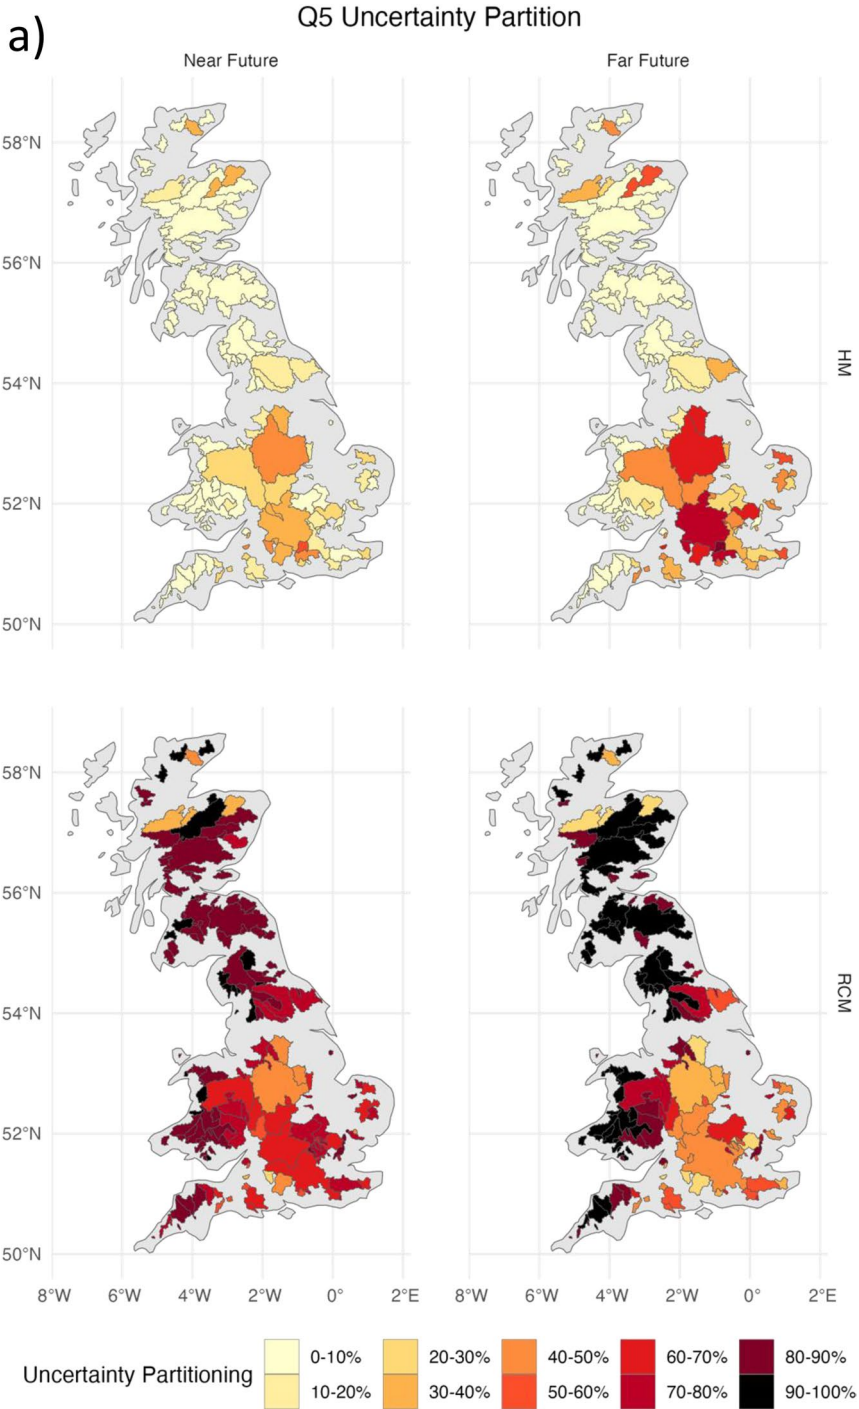 Q5 Uncertainty Partition
a)
Near Future
Far Future
58°N
56°N
54°N
52°N
50°N
HM
58°N
56°N
54°N
52°N
50°N
RCM
8°W 6°W 4°W 2°W 0° 2°E 8°W 6°W 4°W 2°W 0° 2°E
Uncertainty Partitioning
0-10% 20-30% 40-50% 60-70% 80-90%
10-20% 30-40% 50-60% 70-80% 90-100%